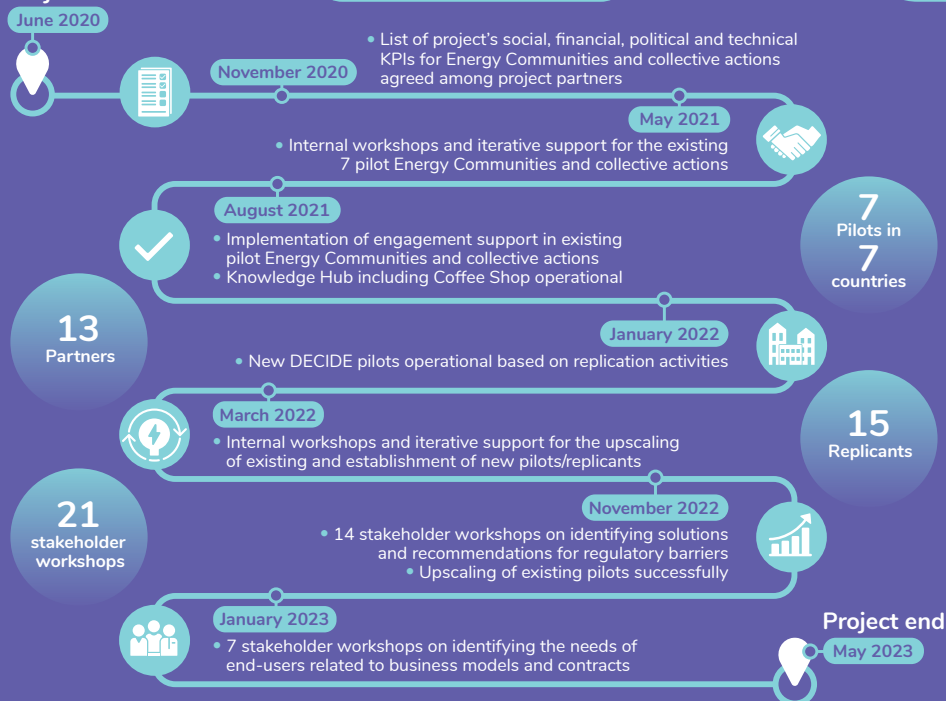 June 2020
November 2020
• List of project's social, financial, political and technical
KPIs for Energy Communities and collective actions
agreed among project partners
May 2021
• Internal workshops and iterative support for the existing
7 pilot Energy Communities and collective actions
August 2021
• Implementation of engagement support in existing
pilot Energy Communities and collective actions
• Knowledge Hub including Coffee Shop operational
7
Pilots in
7
countries
13
Partners
January 2022
• New DECIDE pilots operational based on replication activities
March 2022
• Internal workshops and iterative support for the upscaling
of existing and establishment of new pilots/replicants
15
Replicants
21
stakeholder
workshops
November 2022
• 14 stakeholder workshops on identifying solutions
and recommendations for regulatory barriers
• Upscaling of existing pilots successfully
January 2023
• 7 stakeholder workshops on identifying the needs of
end-users related to business models and contracts
Project end
May 2023